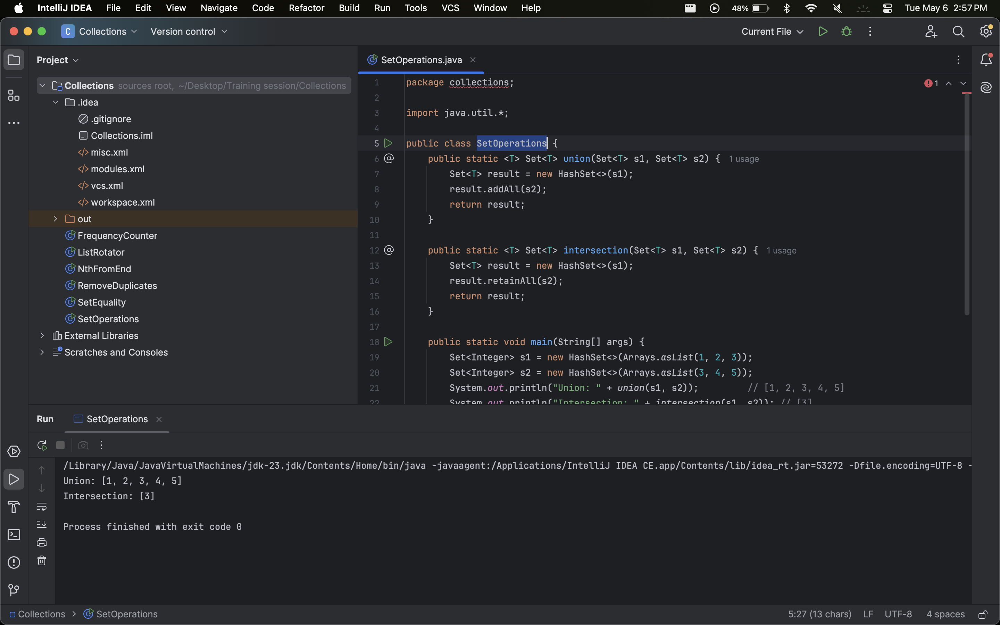 IntelliJ IDEA File Edit View Navigate Code Refactor Build Run Tools VCS Window Help 48% Tue May 6 2:57 PM
C Collections Version control Current File
Project
Collections sources root, ~/Desktop/Training session/Collections
.idea
.gitignore
Collections.iml
misc.xml
modules.xml
vcs.xml
workspace.xml
out
FrequencyCounter
ListRotator
NthFromEnd
RemoveDuplicates
SetEquality
SetOperations
External Libraries
Scratches and Consoles
SetOperations.java
1 package collections; 1
2
3 import java.util.*;
4
5 public class SetOperations {
6 public static <T> Set<T> union(Set<T> s1, Set<T> s2) { 1 usage
7 Set<T> result = new HashSet<>(s1);
8 result.addAll(s2);
9 return result;
10 }
11
12 public static <T> Set<T> intersection(Set<T> s1, Set<T> s2) { 1 usage
13 Set<T> result = new HashSet<>(s1);
14 result.retainAll(s2);
15 return result;
16 }
17
18 public static void main(String[] args) {
19 Set<Integer> s1 = new HashSet<>(Arrays.asList(1, 2, 3));
20 Set<Integer> s2 = new HashSet<>(Arrays.asList(3, 4, 5));
21 System.out.println("Union: " + union(s1, s2)); // [1, 2, 3, 4, 5]
22 System.out.println("Intersection: " + intersection(s1, s2)); // [3]
Run SetOperations
/Library/Java/JavaVirtualMachines/jdk-23.jdk/Contents/Home/bin/java -javaagent:/Applications/IntelliJ IDEA CE.app/Contents/lib/idea_rt.jar=53272 -Dfile.encoding=UTF-8 -
Union: [1, 2, 3, 4, 5]
Intersection: [3]
Process finished with exit code 0
Collections > SetOperations 5:27 (13 chars) LF UTF-8 4 spaces